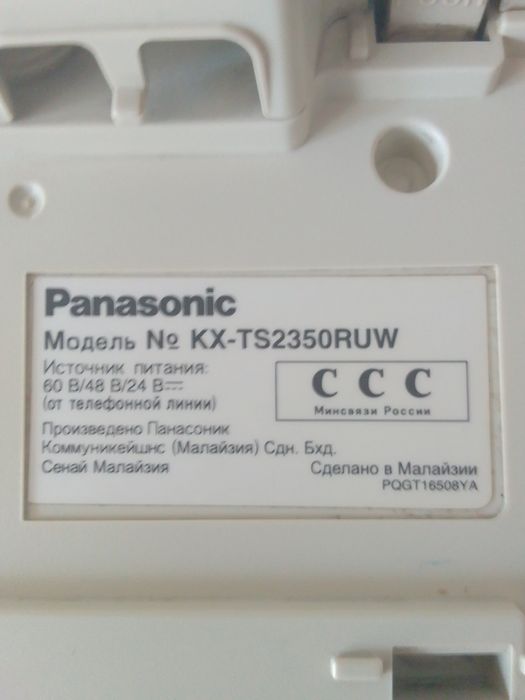 Panasonic
Модель № KX-TS2350RUW
Источник питания:
60 В/48 В/24 В⎓
(от телефонной линии)
ССС
Минсвязи России
Произведено Панасоник
Коммуникейшнс (Малайзия) Сдн. Бхд.
Сенай Малайзия
Сделано в Малайзии
PQGT16508YA